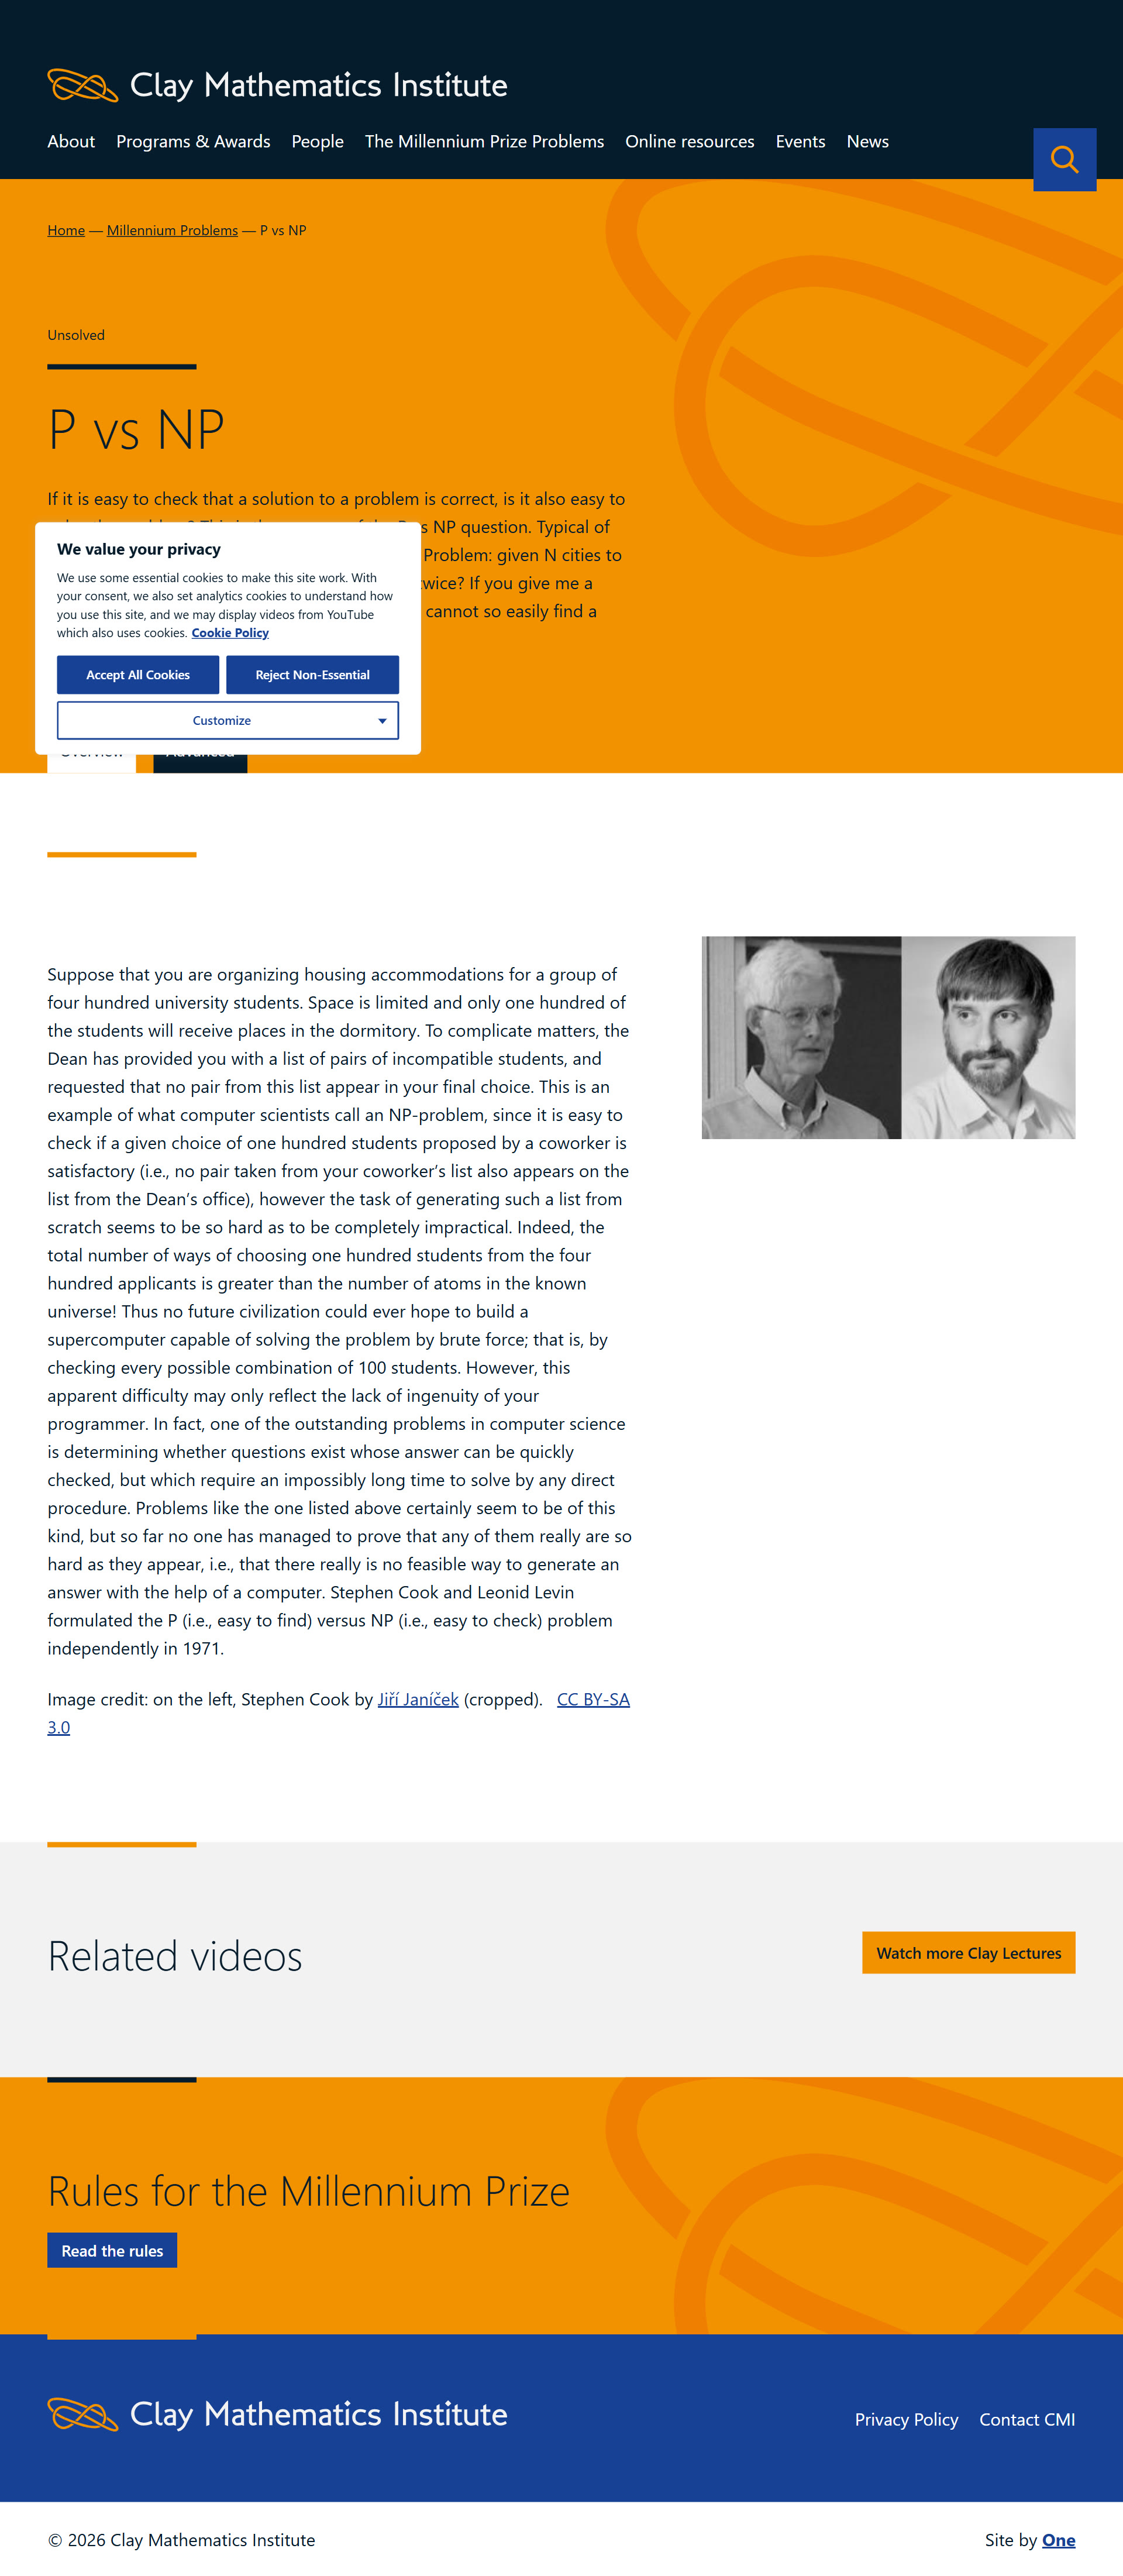 Clay Mathematics Institute
About Programs & Awards People The Millennium Prize Problems Online resources Events News
Home — Millennium Problems — P vs NP
Unsolved
P vs NP
If it is easy to check that a solution to a problem is correct, is it also easy to
vs NP question. Typical of
Problem: given N cities to
twice? If you give me a
cannot so easily find a
We value your privacy
We use some essential cookies to make this site work. With
your consent, we also set analytics cookies to understand how
you use this site, and we may display videos from YouTube
which also uses cookies. Cookie Policy
Accept All Cookies Reject Non-Essential
Customize
Overview Advanced
Suppose that you are organizing housing accommodations for a group of
four hundred university students. Space is limited and only one hundred of
the students will receive places in the dormitory. To complicate matters, the
Dean has provided you with a list of pairs of incompatible students, and
requested that no pair from this list appear in your final choice. This is an
example of what computer scientists call an NP-problem, since it is easy to
check if a given choice of one hundred students proposed by a coworker is
satisfactory (i.e., no pair taken from your coworker’s list also appears on the
list from the Dean’s office), however the task of generating such a list from
scratch seems to be so hard as to be completely impractical. Indeed, the
total number of ways of choosing one hundred students from the four
hundred applicants is greater than the number of atoms in the known
universe! Thus no future civilization could ever hope to build a
supercomputer capable of solving the problem by brute force; that is, by
checking every possible combination of 100 students. However, this
apparent difficulty may only reflect the lack of ingenuity of your
programmer. In fact, one of the outstanding problems in computer science
is determining whether questions exist whose answer can be quickly
checked, but which require an impossibly long time to solve by any direct
procedure. Problems like the one listed above certainly seem to be of this
kind, but so far no one has managed to prove that any of them really are so
hard as they appear, i.e., that there really is no feasible way to generate an
answer with the help of a computer. Stephen Cook and Leonid Levin
formulated the P (i.e., easy to find) versus NP (i.e., easy to check) problem
independently in 1971.
Image credit: on the left, Stephen Cook by Jiří Janíček (cropped). CC BY-SA
3.0
Related videos
Watch more Clay Lectures
Rules for the Millennium Prize
Read the rules
Clay Mathematics Institute
Privacy Policy Contact CMI
© 2026 Clay Mathematics Institute
Site by One